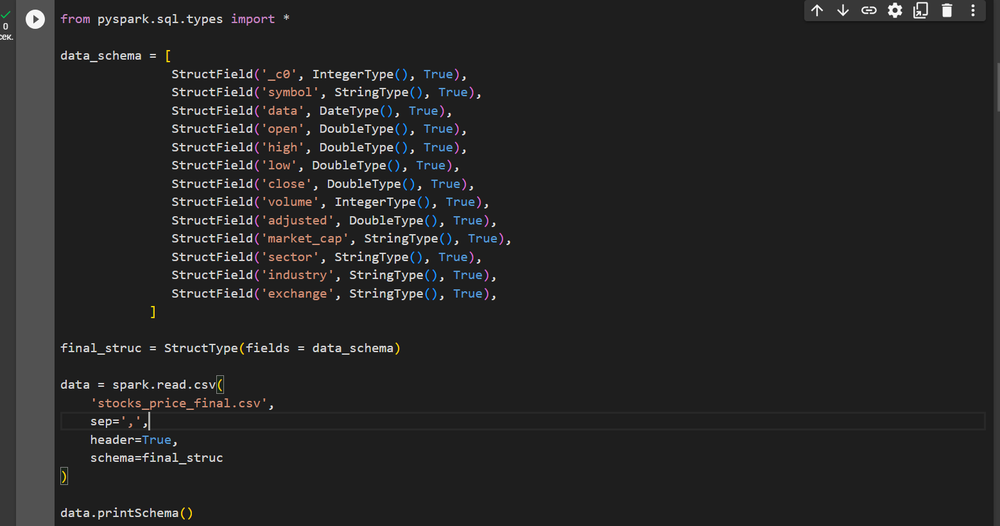 from pyspark.sql.types import *
0
сек.
data_schema = [
StructField('_c0', IntegerType(), True),
StructField('symbol', StringType(), True),
StructField('data', DateType(), True),
StructField('open', DoubleType(), True),
StructField('high', DoubleType(), True),
StructField('low', DoubleType(), True),
StructField('close', DoubleType(), True),
StructField('volume', IntegerType(), True),
StructField('adjusted', DoubleType(), True),
StructField('market_cap', StringType(), True),
StructField('sector', StringType(), True),
StructField('industry', StringType(), True),
StructField('exchange', StringType(), True),
]
final_struc = StructType(fields = data_schema)
data = spark.read.csv(
'stocks_price_final.csv',
sep=',',
header=True,
schema=final_struc
)
data.printSchema()